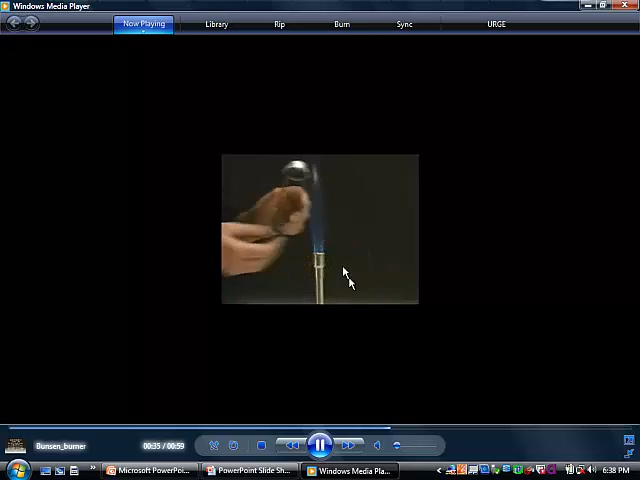 Windows Media Player
Now Playing Library Rip Burn Sync URGE
Bunsen_burner 00:35 / 00:59
Microsoft PowerPoi... PowerPoint Slide Sh... Windows Media Pla... 6:38 PM